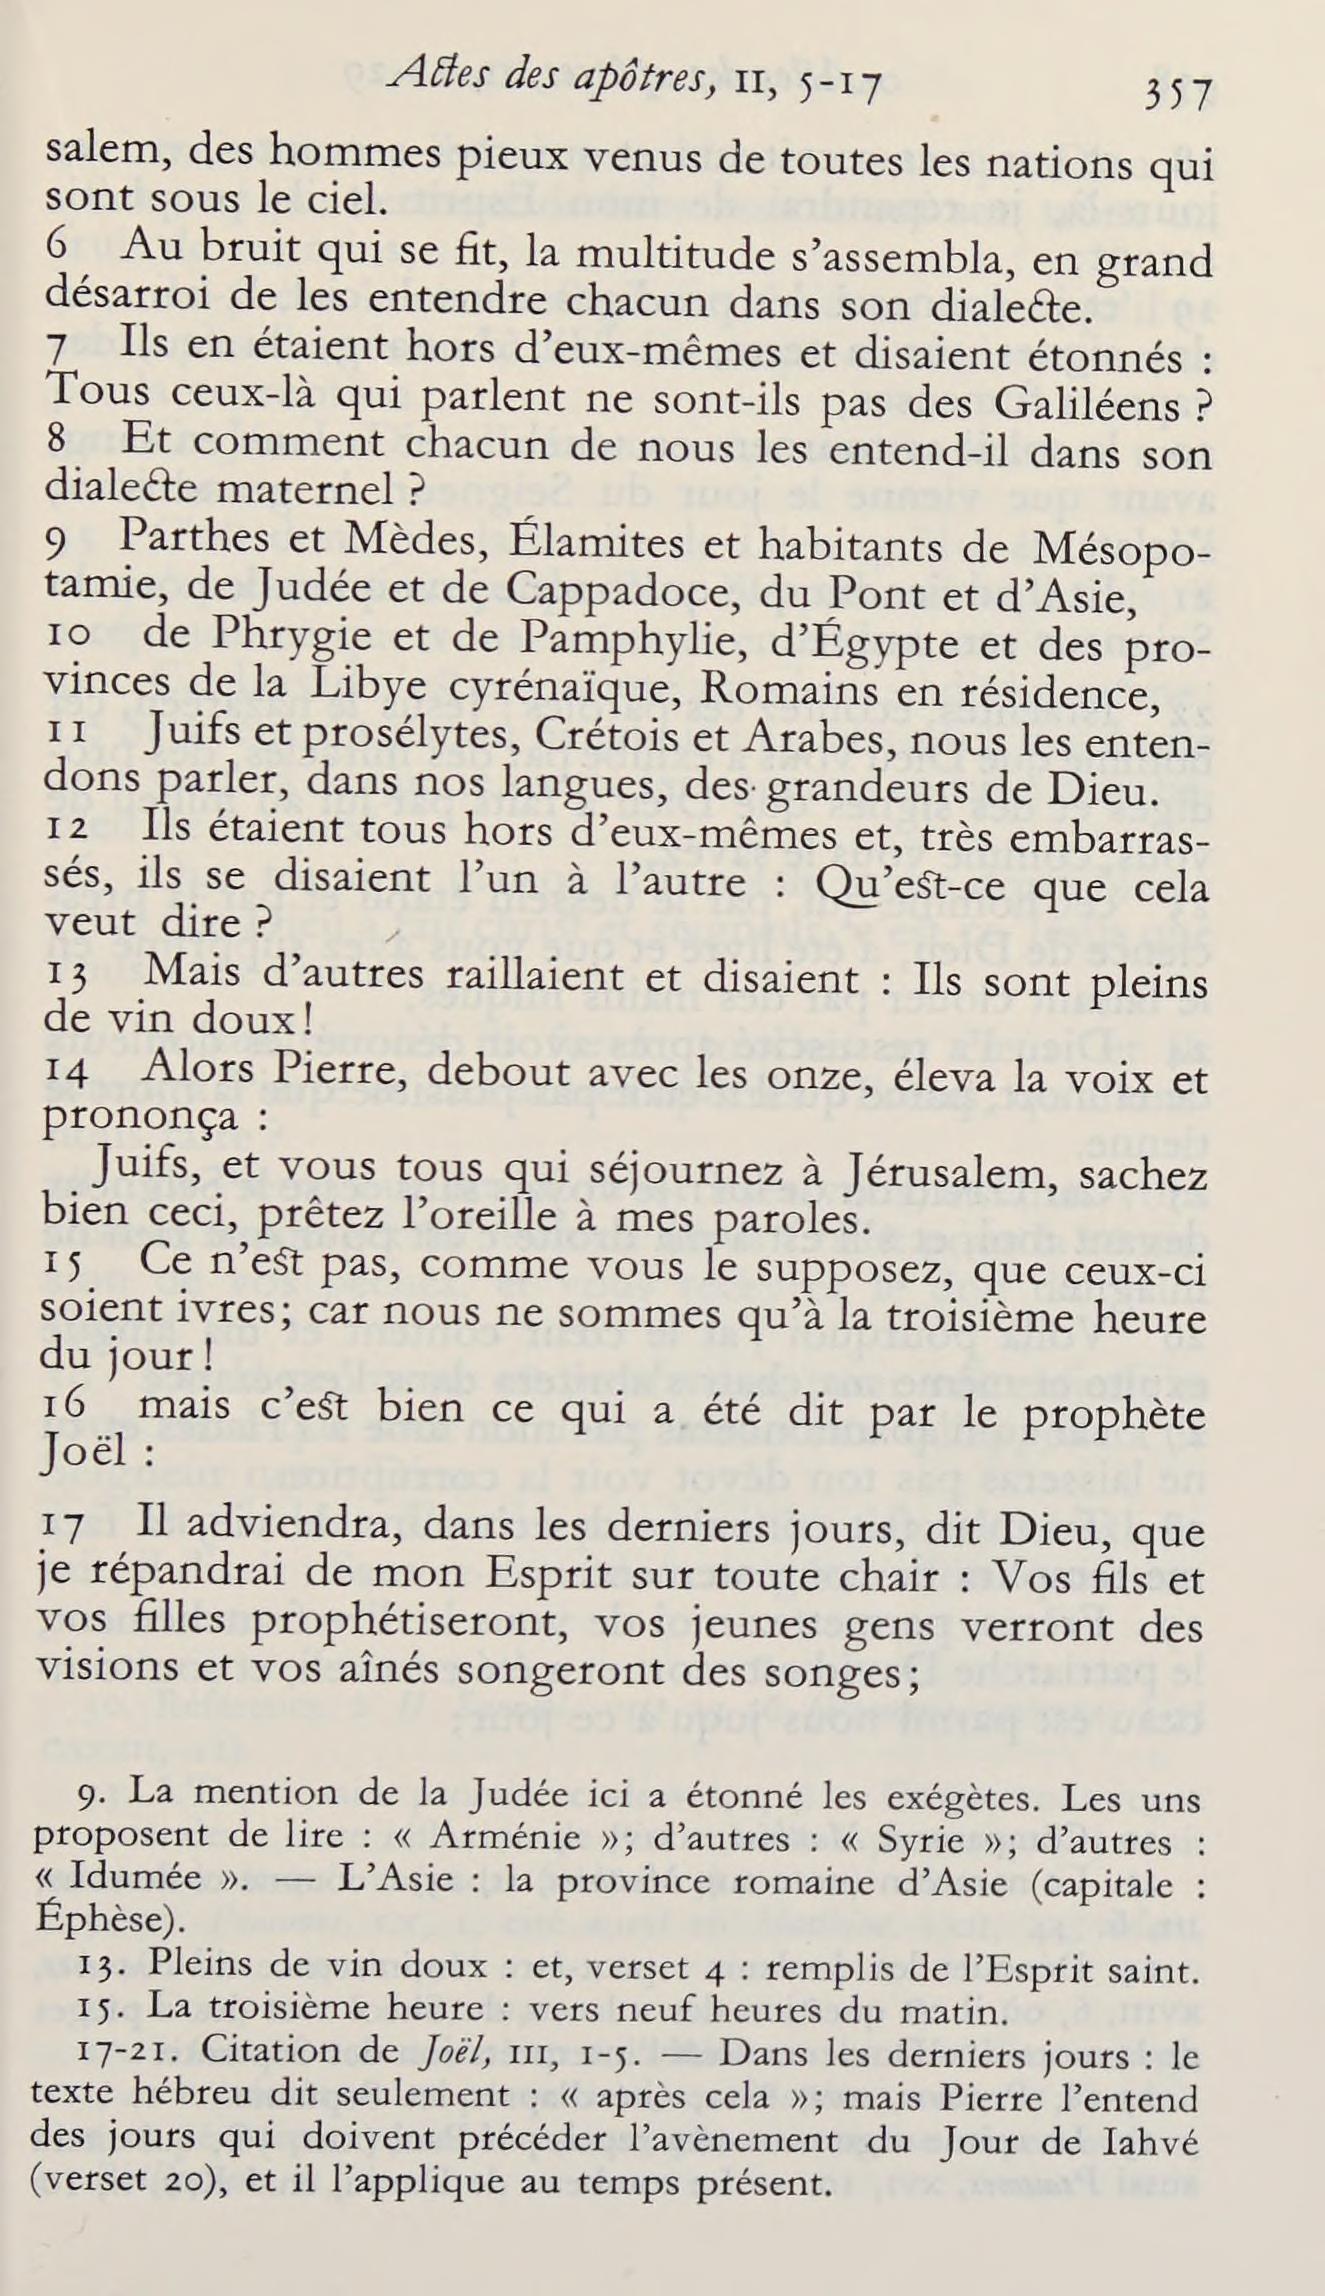 Actes des apôtres, II, 5-17
357
salem, des hommes pieux venus de toutes les nations qui
sont sous le ciel.
6 Au bruit qui se fit, la multitude s’assembla, en grand
désarroi de les entendre chacun dans son dialecte.
7 Ils en étaient hors d’eux-mêmes et disaient étonnés :
Tous ceux-là qui parlent ne sont-ils pas des Galiléens ?
8 Et comment chacun de nous les entend-il dans son
dialecte maternel ?
9 Parthes et Mèdes, Élamites et habitants de Mésopo-
tamie, de Judée et de Cappadoce, du Pont et d’Asie,
10 de Phrygie et de Pamphylie, d’Égypte et des pro-
vinces de la Libye cyrénaïque, Romains en résidence,
11 Juifs et prosélytes, Crétois et Arabes, nous les enten-
dons parler, dans nos langues, des grandeurs de Dieu.
12 Ils étaient tous hors d’eux-mêmes et, très embarras-
sés, ils se disaient l’un à l’autre : Qu’est-ce que cela
veut dire ?
13 Mais d’autres raillaient et disaient : Ils sont pleins
de vin doux !
14 Alors Pierre, debout avec les onze, éleva la voix et
prononça :
Juifs, et vous tous qui séjournez à Jérusalem, sachez
bien ceci, prêtez l’oreille à mes paroles.
15 Ce n’est pas, comme vous le supposez, que ceux-ci
soient ivres; car nous ne sommes qu’à la troisième heure
du jour !
16 mais c’est bien ce qui a été dit par le prophète
Joël :
17 Il adviendra, dans les derniers jours, dit Dieu, que
je répandrai de mon Esprit sur toute chair : Vos fils et
vos filles prophétiseront, vos jeunes gens verront des
visions et vos aînés songeront des songes;
9. La mention de la Judée ici a étonné les exégètes. Les uns
proposent de lire : « Arménie »; d’autres : « Syrie »; d’autres :
« Idumée ». — L’Asie : la province romaine d’Asie (capitale :
Éphèse).
13. Pleins de vin doux : et, verset 4 : remplis de l’Esprit saint.
15. La troisième heure : vers neuf heures du matin.
17-21. Citation de Joël, III, 1-5. — Dans les derniers jours : le
texte hébreu dit seulement : « après cela »; mais Pierre l’entend
des jours qui doivent précéder l’avènement du Jour de Iahvé
(verset 20), et il l’applique au temps présent.